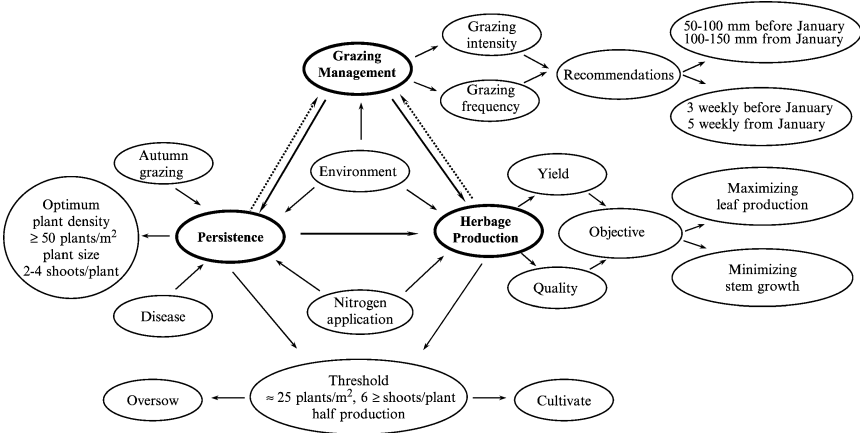 50-100 mm before January
100-150 mm from January
Grazing
intensity
Grazing
Management
Recommendations
Grazing
frequency
3 weekly before January
5 weekly from January
Autumn
grazing
Environment
Yield
Maximizing
leaf production
Optimum
plant density
≥ 50 plants/m²
plant size
2-4 shoots/plant
Persistence
Herbage
Production
Objective
Minimizing
stem growth
Disease
Nitrogen
application
Quality
Threshold
≈ 25 plants/m², 6 ≥ shoots/plant
half production
Oversow
Cultivate